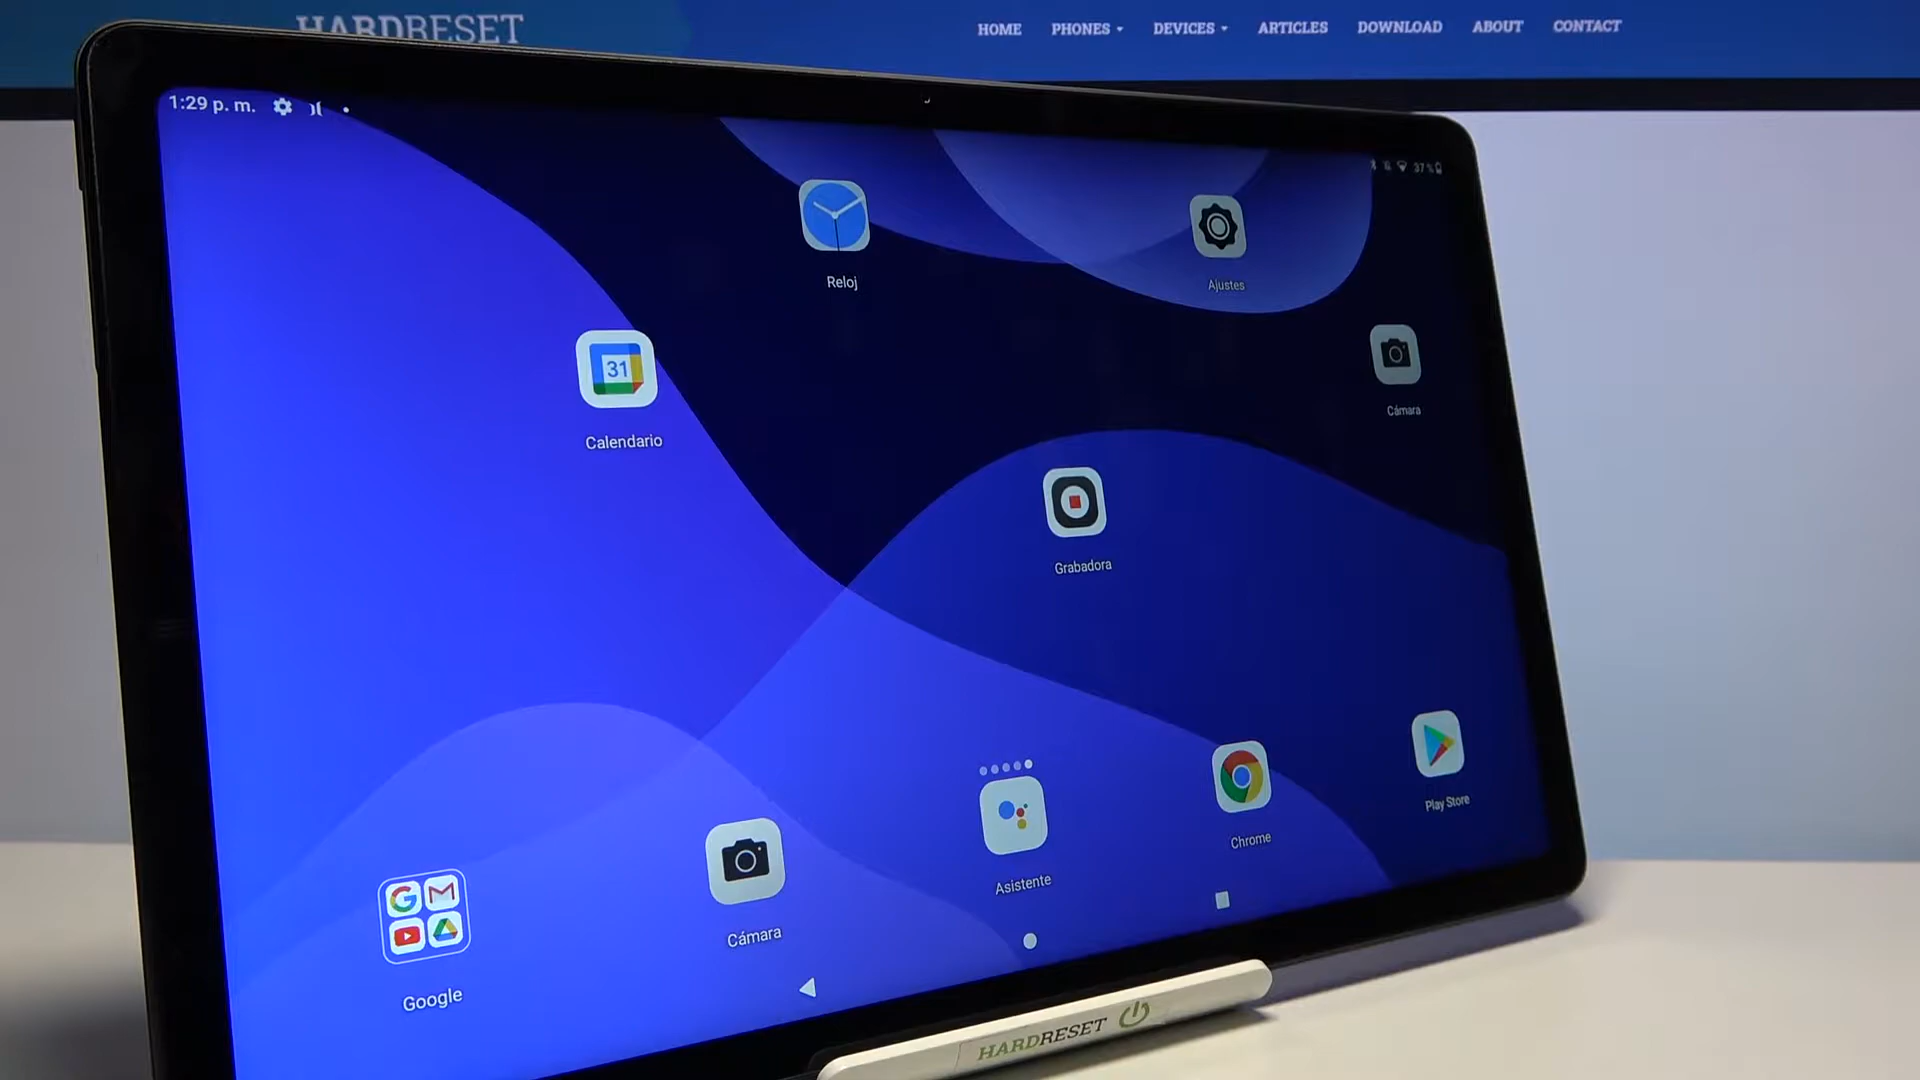 HARDRESET
HOME PHONES DEVICES ARTICLES DOWNLOAD ABOUT CONTACT
1:29 p. m.
37%
Reloj
Ajustes
31
Calendario
Cámara
Grabadora
Play Store
Chrome
Asistente
Cámara
Google
HARDRESET